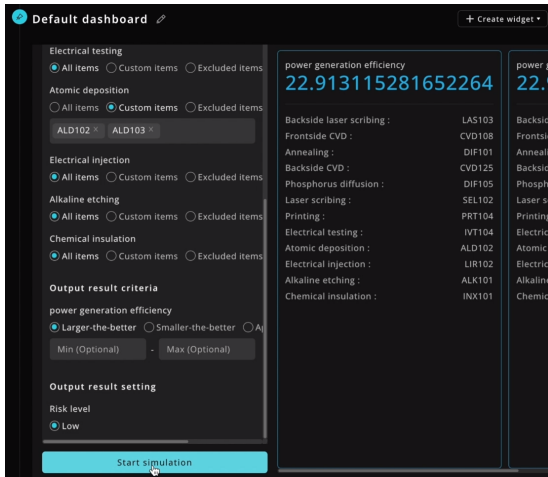 Default dashboard
+ Create widget
Electrical testing
All items Custom items Excluded items
Atomic deposition
All items Custom items Excluded items
ALD102 × ALD103 ×
Electrical injection
All items Custom items Excluded items
Alkaline etching
All items Custom items Excluded items
Chemical insulation
All items Custom items Excluded items
Output result criteria
power generation efficiency
Larger-the-better Smaller-the-better
Min (Optional) - Max (Optional)
Output result setting
Risk level
Low
Start simulation
power generation efficiency
22.913115281652264
Backside laser scribing : LAS103
Frontside CVD : CVD108
Annealing : DIF101
Backside CVD : CVD125
Phosphorus diffusion : DIF105
Laser scribing : SEL102
Printing : PRT104
Electrical testing : IVT104
Atomic deposition : ALD102
Electrical injection : LIR102
Alkaline etching : ALK101
Chemical insulation : INX101
power
22.